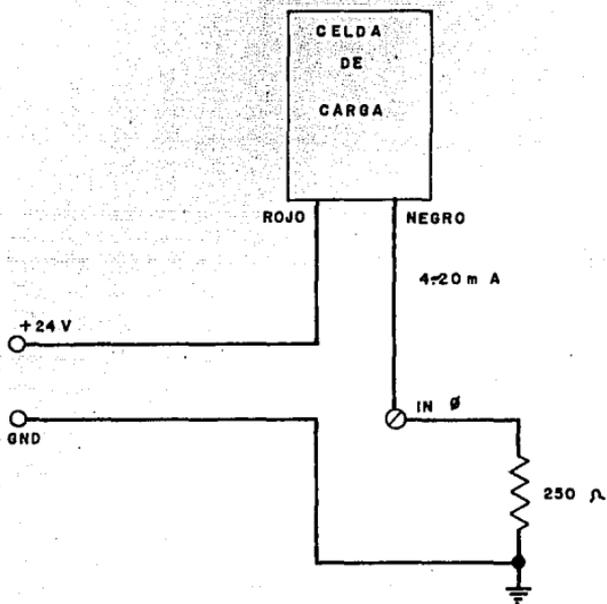 CELDA
DE
CARGA
ROJO
NEGRO
4-20 m A
+24 V
IN Ø
GND
250 Ω